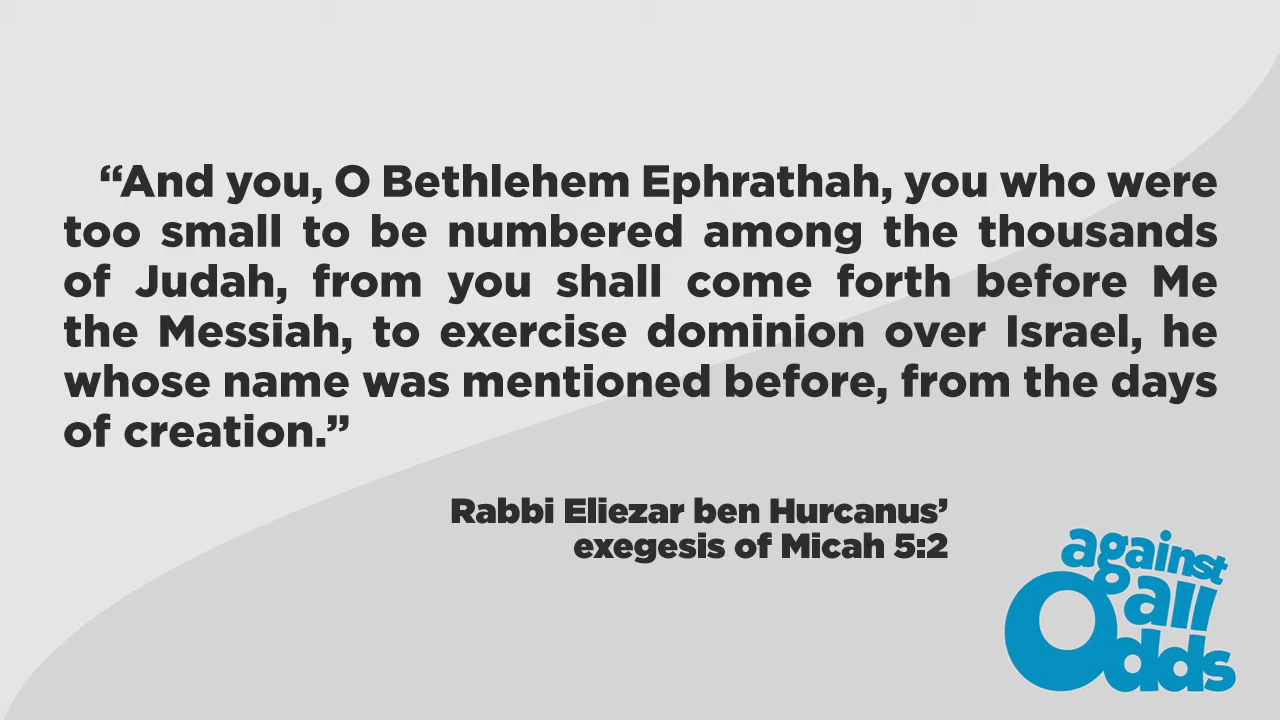 “And you, O Bethlehem Ephrathah, you who were
too small to be numbered among the thousands
of Judah, from you shall come forth before Me
the Messiah, to exercise dominion over Israel, he
whose name was mentioned before, from the days
of creation.”
Rabbi Eliezar ben Hurcanus’
exegesis of Micah 5:2
against
all
Odds